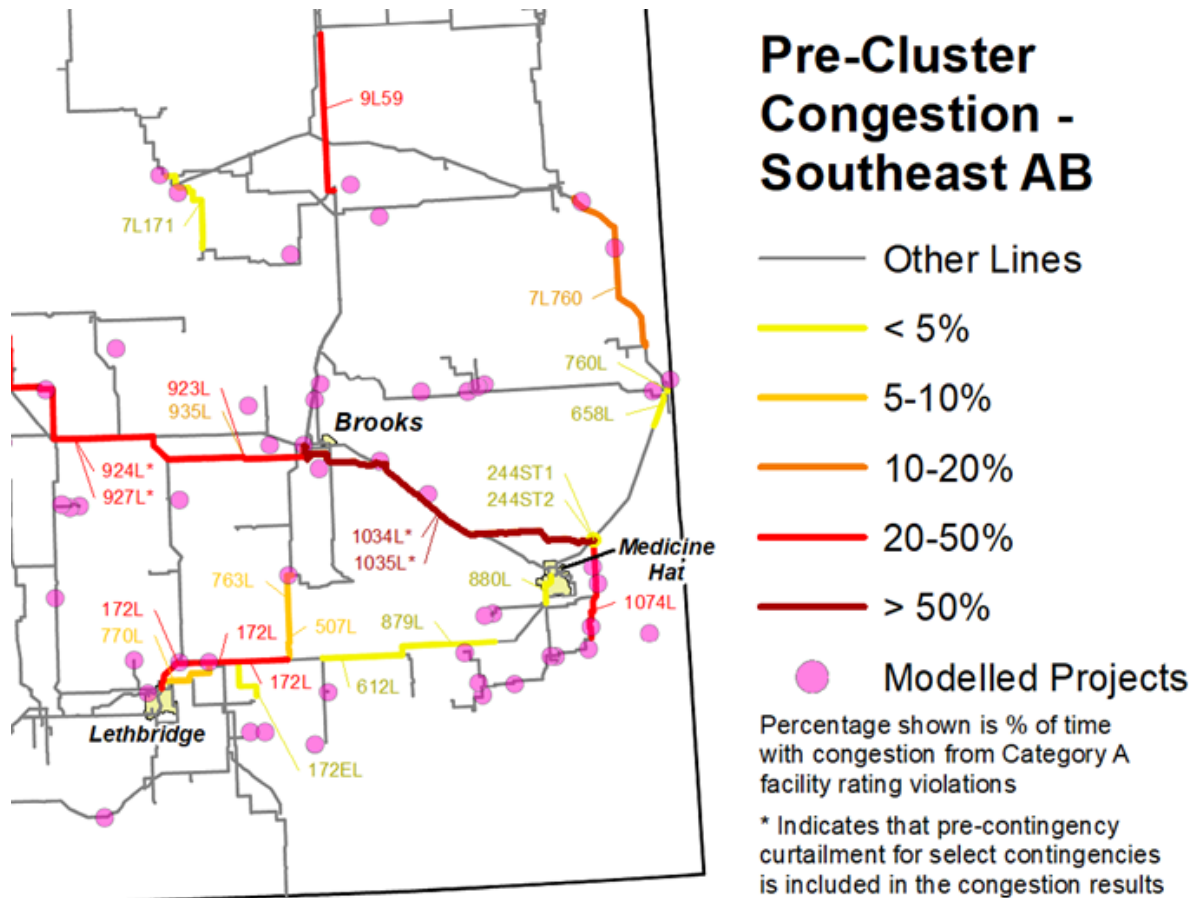 Pre-Cluster
Congestion -
Southeast AB
Other Lines
< 5%
5-10%
10-20%
20-50%
> 50%
Modelled Projects
Percentage shown is % of time
with congestion from Category A
facility rating violations
* Indicates that pre-contingency
curtailment for select contingencies
is included in the congestion results
9L59
7L171
7L760
760L
658L
923L
935L
Brooks
924L*
927L*
244ST1
244ST2
1034L*
1035L*
Medicine
Hat
880L
1074L
763L
507L
879L
172L
770L
172L
172L
612L
Lethbridge
172EL